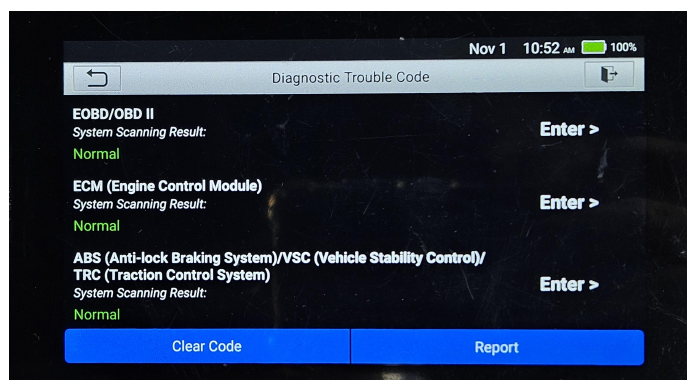 Nov 1 10:52 AM 100%
Diagnostic Trouble Code
EOBD/OBD II
System Scanning Result:
Enter >
Normal
ECM (Engine Control Module)
System Scanning Result:
Enter >
Normal
ABS (Anti-lock Braking System)/VSC (Vehicle Stability Control)/
TRC (Traction Control System)
System Scanning Result:
Enter >
Normal
Clear Code
Report